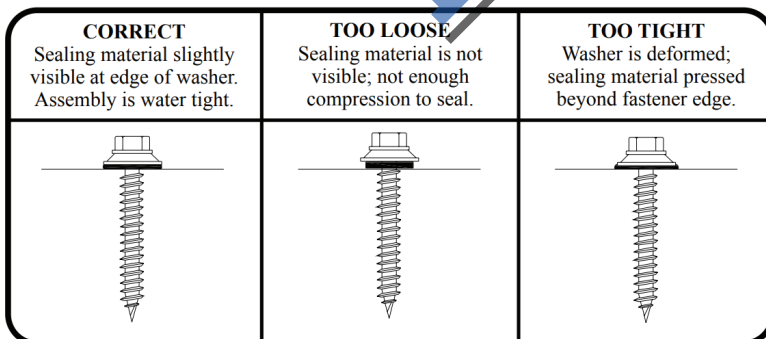 CORRECT
Sealing material slightly
visible at edge of washer.
Assembly is water tight.
TOO LOOSE
Sealing material is not
visible; not enough
compression to seal.
TOO TIGHT
Washer is deformed;
sealing material pressed
beyond fastener edge.